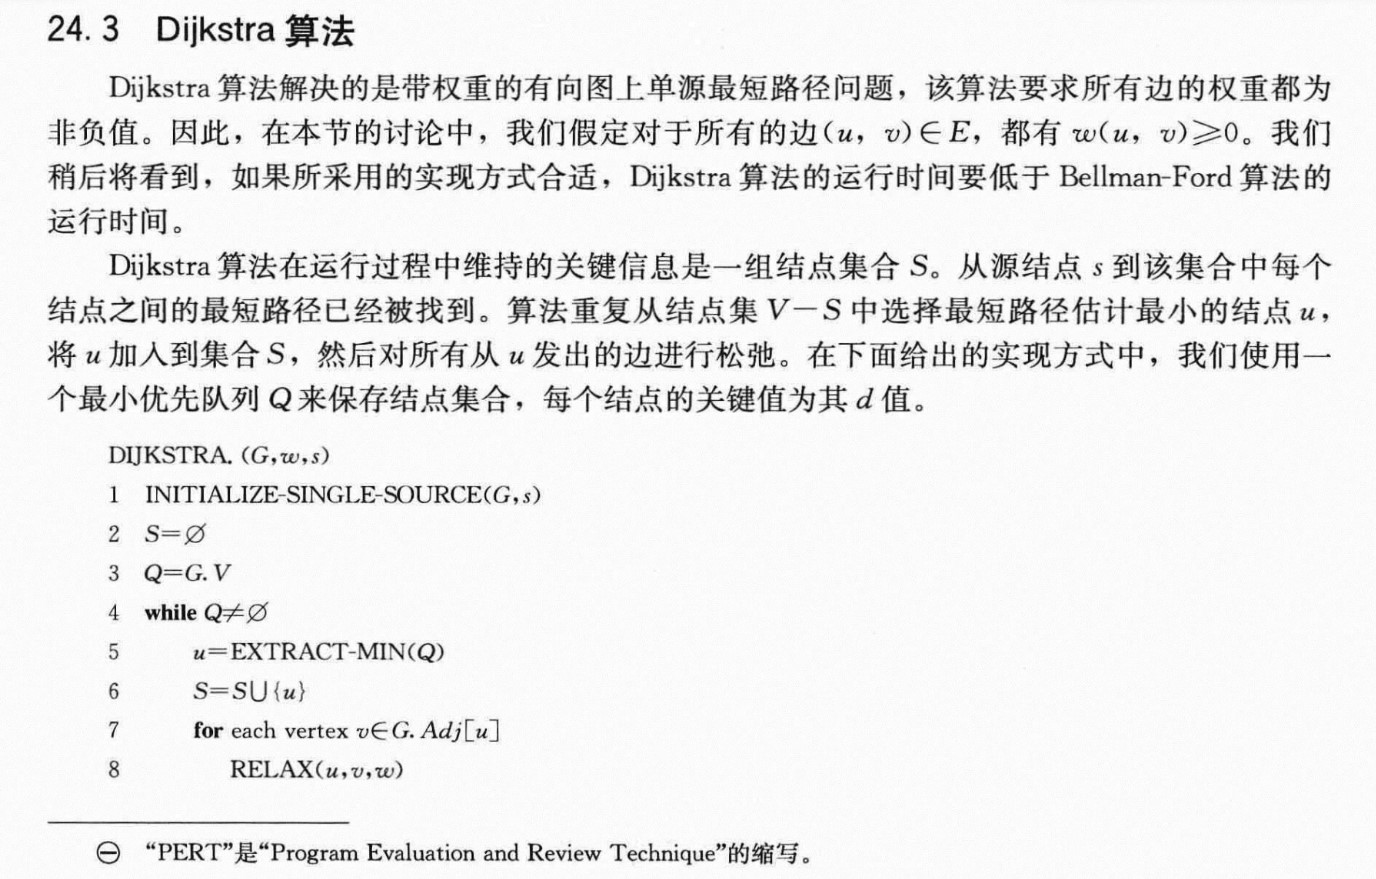 24.3 Dijkstra 算法
Dijkstra 算法解决的是带权重的有向图上单源最短路径问题，该算法要求所有边的权重都为
非负值。因此，在本节的讨论中，我们假定对于所有的边(u, v)∈E，都有 w(u, v)⩾0。我们
稍后将看到，如果所采用的实现方式合适，Dijkstra 算法的运行时间要低于 Bellman-Ford 算法的
运行时间。
Dijkstra 算法在运行过程中维持的关键信息是一组结点集合 S。从源结点 s 到该集合中每个
结点之间的最短路径已经被找到。算法重复从结点集 V−S 中选择最短路径估计最小的结点 u，
将 u 加入到集合 S，然后对所有从 u 发出的边进行松弛。在下面给出的实现方式中，我们使用一
个最小优先队列 Q 来保存结点集合，每个结点的关键值为其 d 值。
DIJKSTRA. (G,w,s)
1 INITIALIZE-SINGLE-SOURCE(G,s)
2 S=∅
3 Q=G.V
4 while Q≠∅
5 u=EXTRACT-MIN(Q)
6 S=S∪{u}
7 for each vertex v∈G.Adj[u]
8 RELAX(u,v,w)
㊀ “PERT”是“Program Evaluation and Review Technique”的缩写。